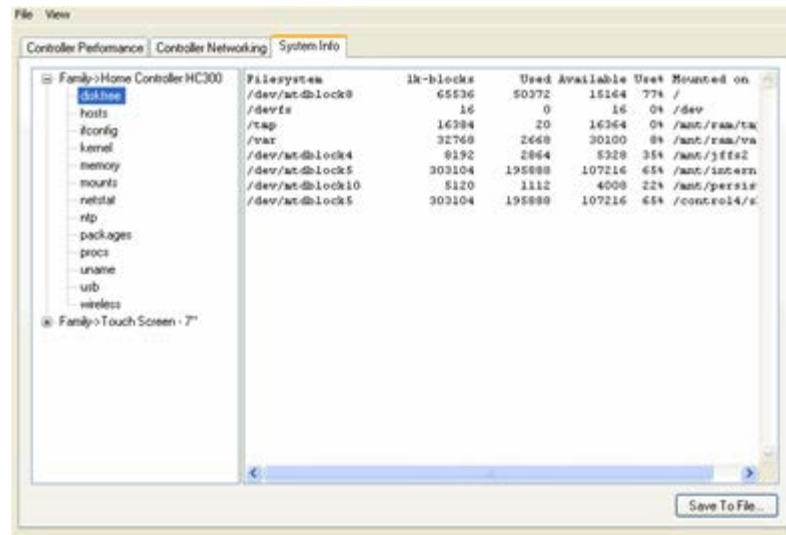 File View
Controller Performance Controller Networking System Info
Family->Home Controller HC300
diskfree
hosts
ifconfig
kernel
memory
mounts
netstat
ntp
packages
procs
uname
usb
wireless
Family->Touch Screen - 7"
Filesystem 1k-blocks Used Available Use% Mounted on
/dev/mtdblock8 65536 50372 15164 77% /
/devfs 16 0 16 0% /dev
/tmp 16384 20 16364 0% /mnt/ram/tm
/var 32768 2668 30100 8% /mnt/ram/va
/dev/mtdblock4 8192 2864 5328 35% /mnt/jffs2
/dev/mtdblock5 303104 195888 107216 65% /mnt/intern
/dev/mtdblock10 5120 1112 4008 22% /mnt/persis
/dev/mtdblock5 303104 195888 107216 65% /control4/s
Save To File...